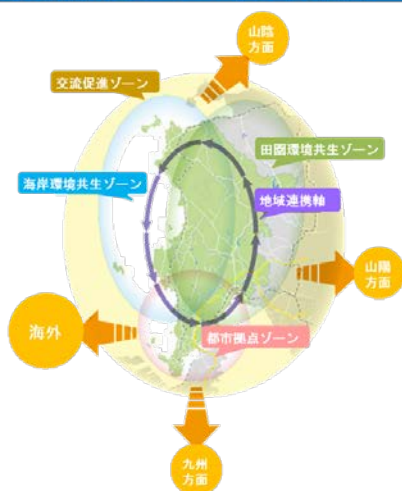 山陰
方面
交流促進ゾーン
田園環境共生ゾーン
海岸環境共生ゾーン
地域連携軸
山陽
方面
海外
都市拠点ゾーン
九州
方面